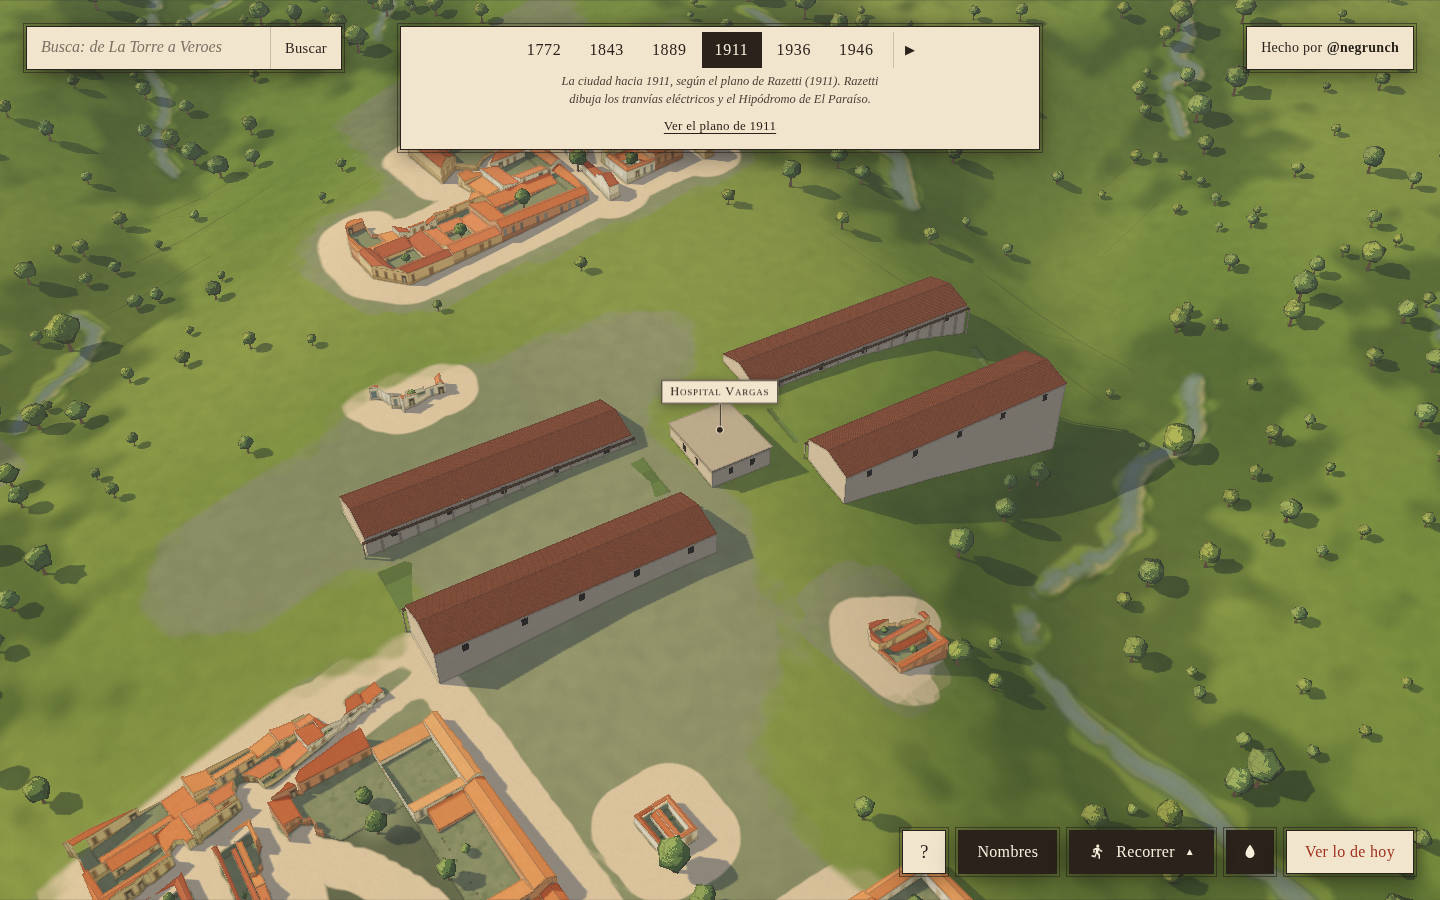 Busca: de La Torre a Veroes
Buscar
1772 1843 1889 1911 1936 1946 ▶
La ciudad hacia 1911, según el plano de Razetti (1911). Razetti
dibuja los tranvías eléctricos y el Hipódromo de El Paraíso.
Ver el plano de 1911
Hecho por @negrunch
Hospital Vargas
?
Nombres
Recorrer ▲
Ver lo de hoy